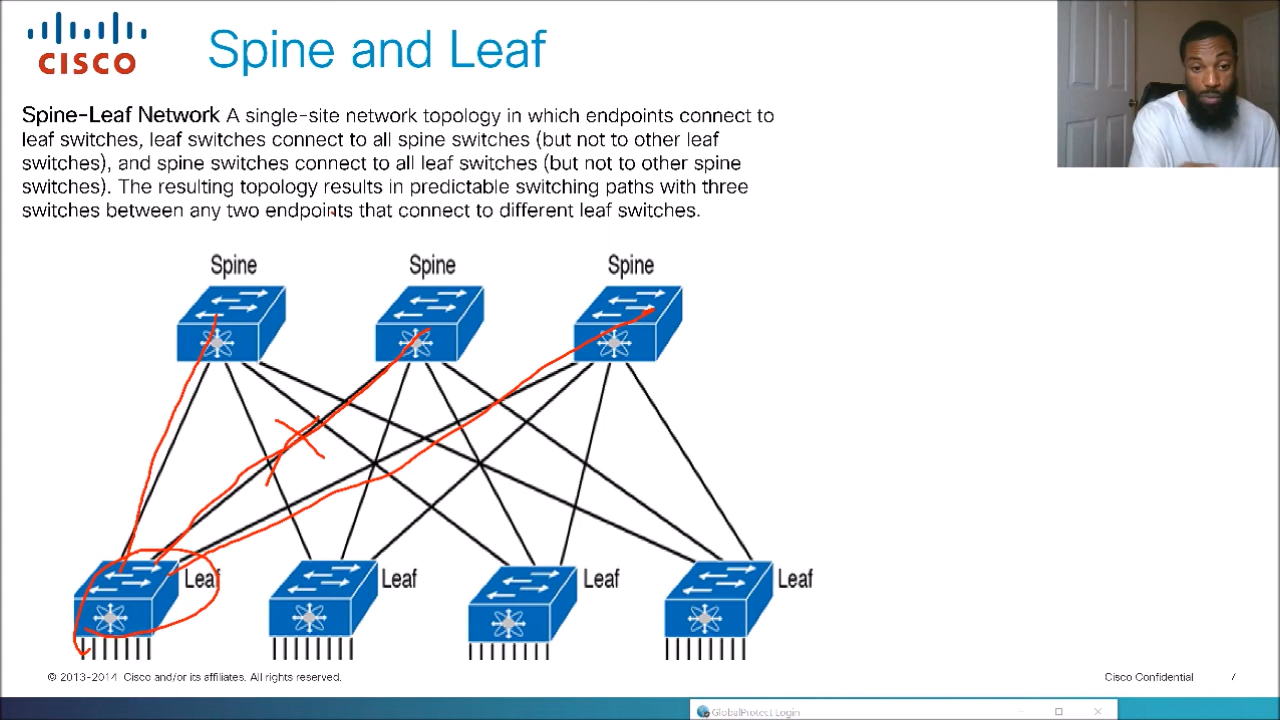 CISCO
Spine and Leaf
Spine-Leaf Network A single-site network topology in which endpoints connect to
leaf switches, leaf switches connect to all spine switches (but not to other leaf
switches), and spine switches connect to all leaf switches (but not to other spine
switches). The resulting topology results in predictable switching paths with three
switches between any two endpoints that connect to different leaf switches.
Spine
Spine
Spine
Leaf
Leaf
Leaf
Leaf
© 2013-2014 Cisco and/or its affiliates. All rights reserved.
Cisco Confidential
7
GlobalProtect Login